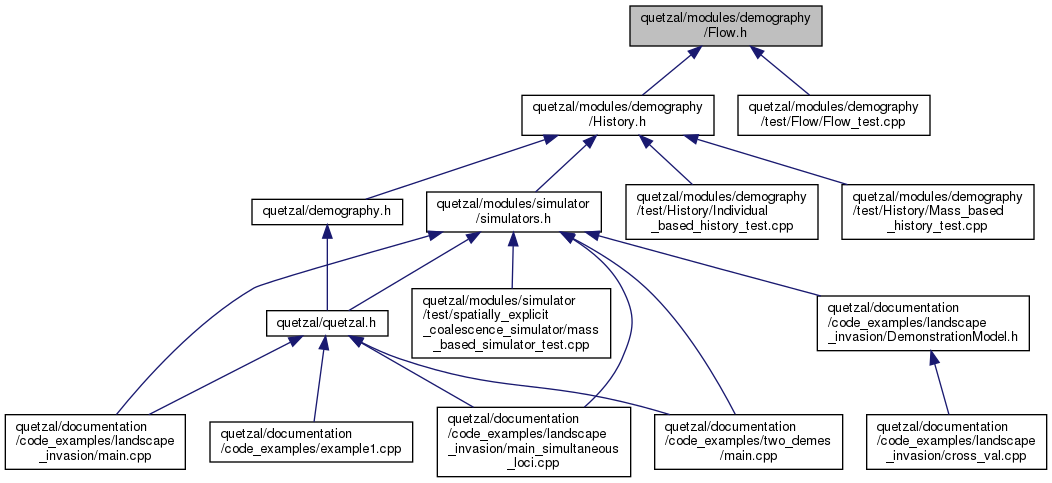 quetzal/modules/demography
/Flow.h
quetzal/modules/demography
/History.h
quetzal/modules/demography
/test/Flow/Flow_test.cpp
quetzal/demography.h
quetzal/modules/simulator
/simulators.h
quetzal/modules/demography
/test/History/Individual
_based_history_test.cpp
quetzal/modules/demography
/test/History/Mass_based
_history_test.cpp
quetzal/quetzal.h
quetzal/modules/simulator
/test/spatially_explicit
_coalescence_simulator/mass
_based_simulator_test.cpp
quetzal/documentation
/code_examples/landscape
_invasion/DemonstrationModel.h
quetzal/documentation
/code_examples/landscape
_invasion/main.cpp
quetzal/documentation
/code_examples/example1.cpp
quetzal/documentation
/code_examples/landscape
_invasion/main_simultaneous
_loci.cpp
quetzal/documentation
/code_examples/two_demes
/main.cpp
quetzal/documentation
/code_examples/landscape
_invasion/cross_val.cpp